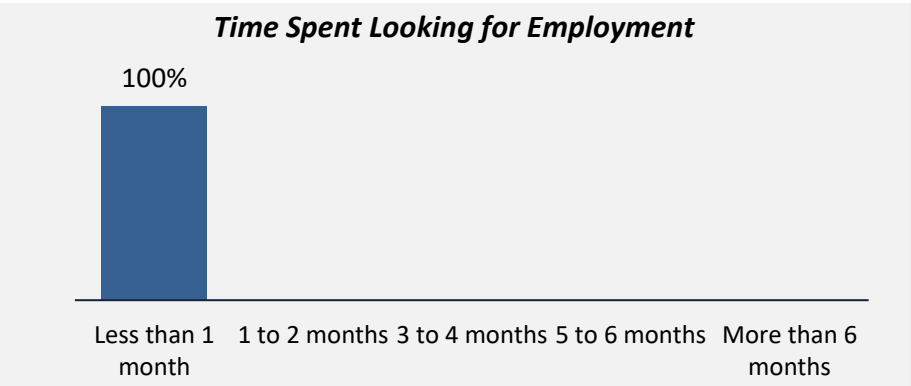 Time Spent Looking for Employment
100%
Less than 1 month
1 to 2 months
3 to 4 months
5 to 6 months
More than 6 months